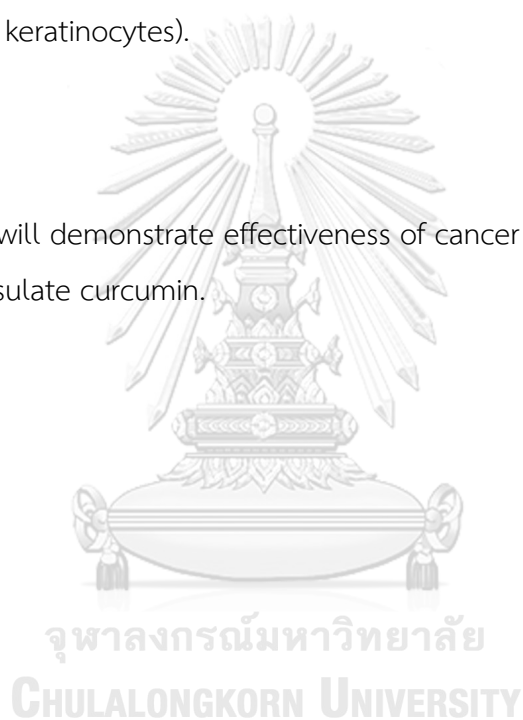 keratinocytes).
will demonstrate effectiveness of cancer
sulate curcumin.
จุฬาลงกรณ์มหาวิทยาลัย
CHULALONGKORN UNIVERSITY